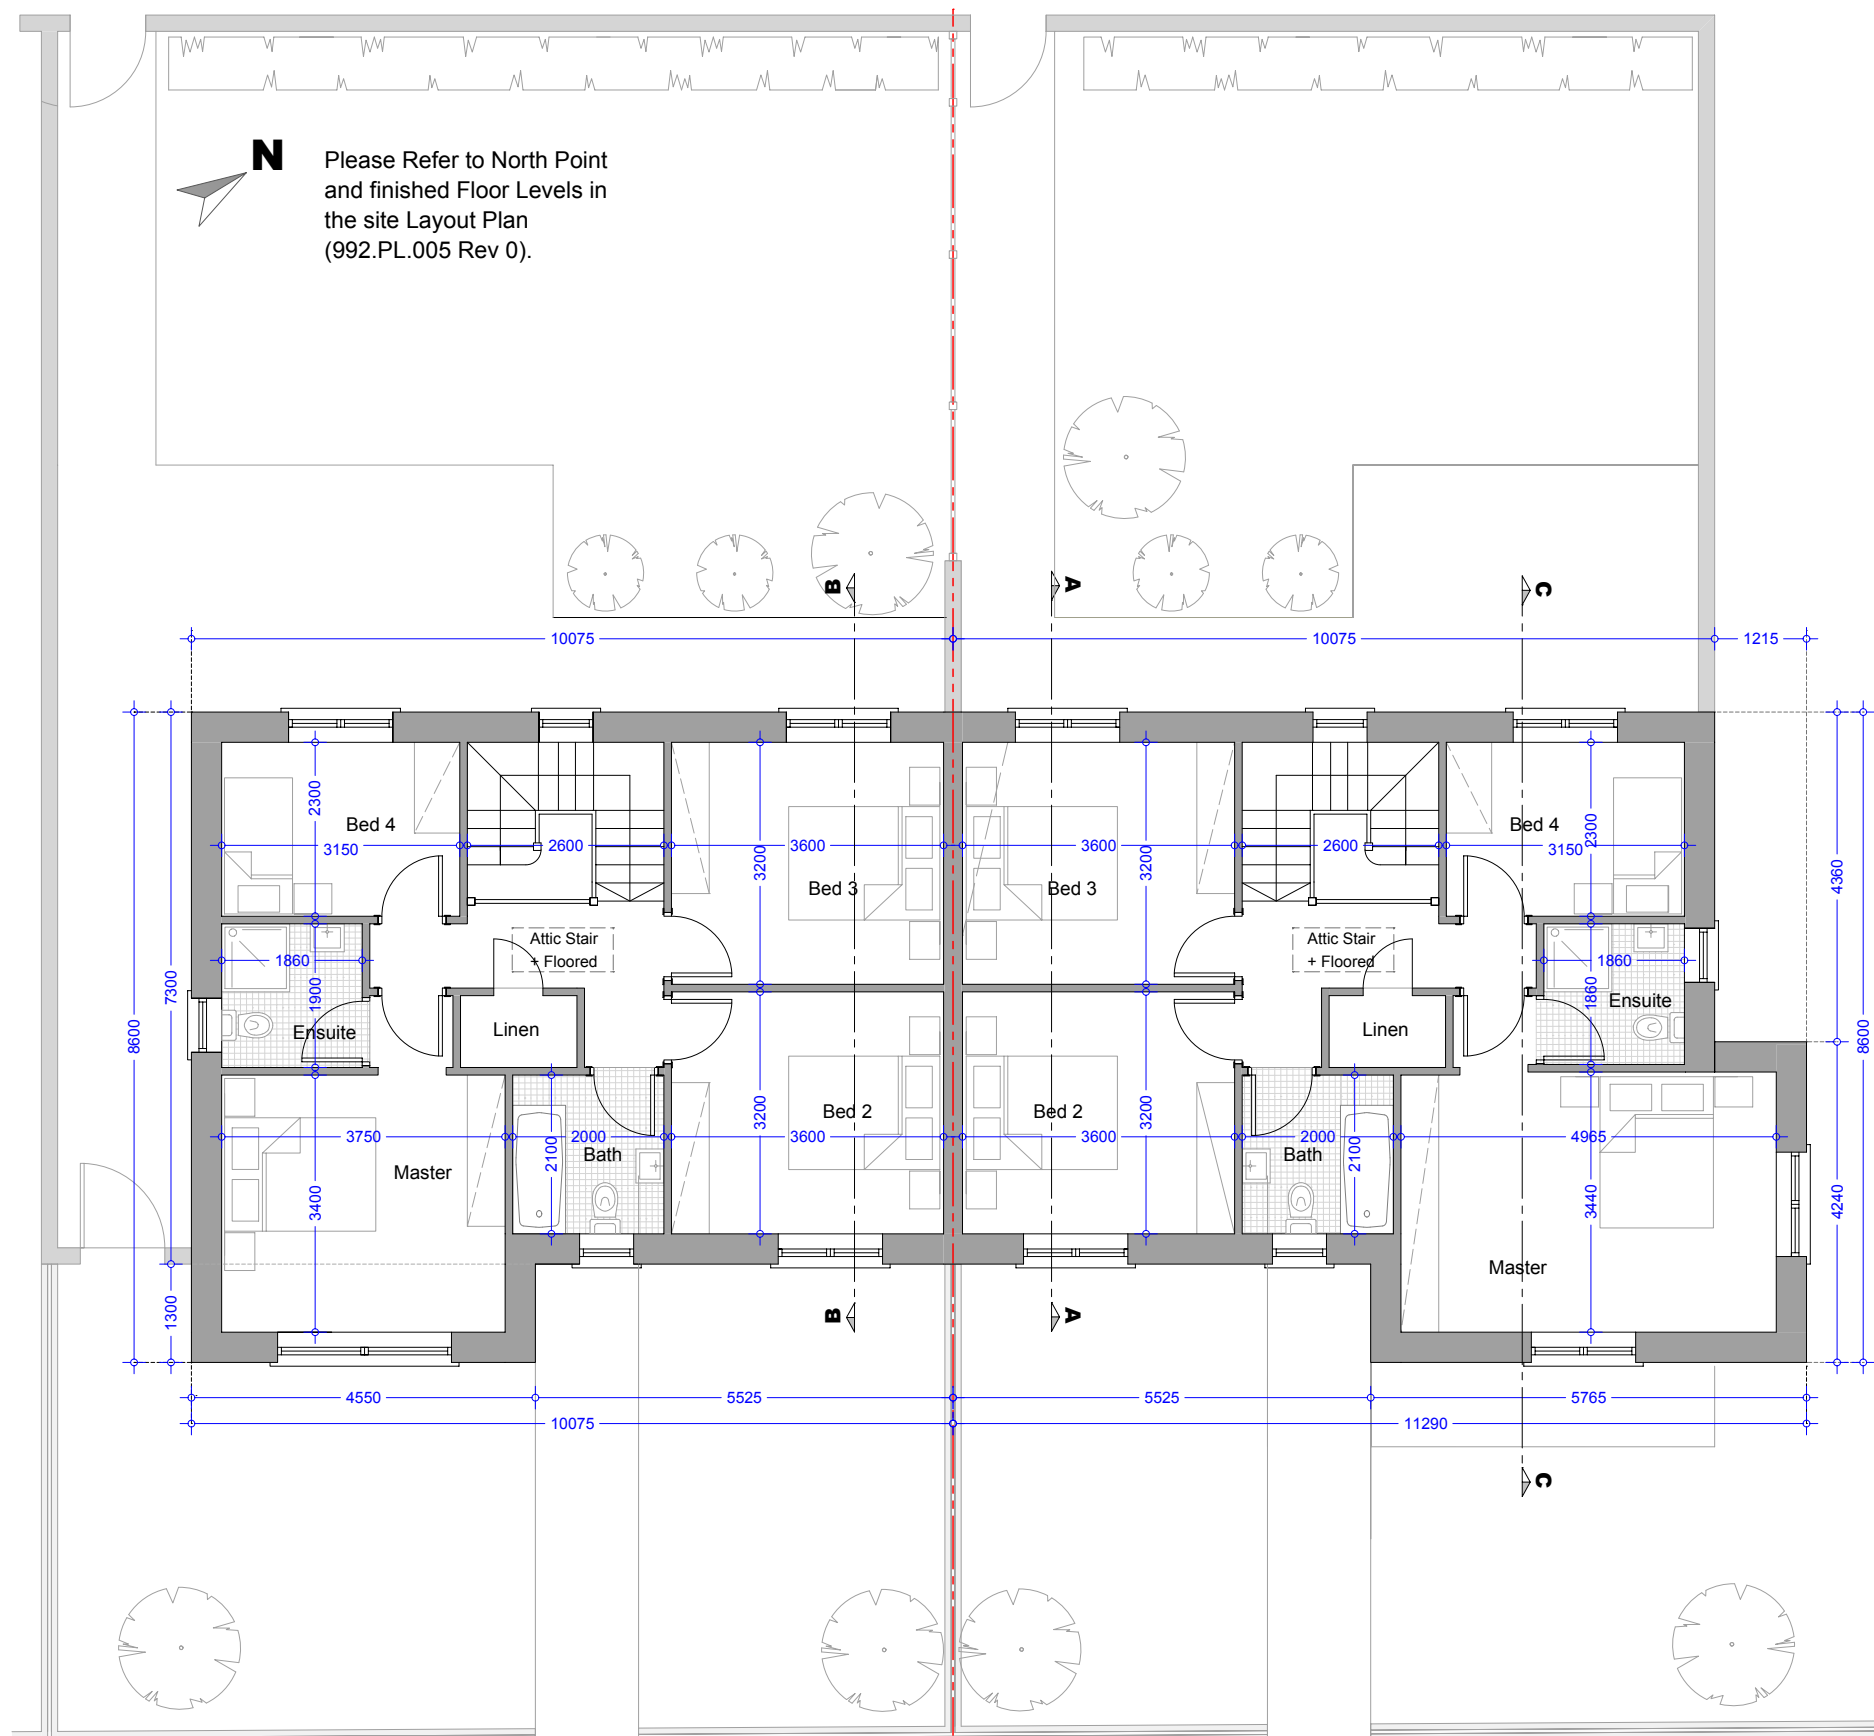 N
Please Refer to North Point
and finished Floor Levels in
the site Layout Plan
(992.PL.005 Rev 0).
B
A
C
10075
10075
1215
2300
Bed 4
3150
2600
3200
3600
Bed 3
3600
Bed 3
3200
2600
Bed 4
2300
3150
4360
8600
7300
8600
Attic Stair
+ Floored
Attic Stair
+ Floored
1860
1900
Ensuite
Linen
Linen
1860
1860
Ensuite
3750
Master
3400
2100
2000
Bath
3200
Bed 2
3600
Bed 2
3600
3200
2000
Bath
2100
4965
3440
Master
4240
1300
B
A
4550
5525
5525
5765
10075
11290
C